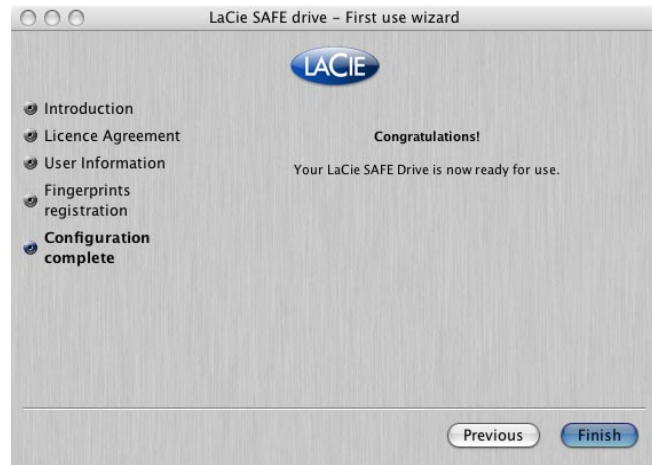 LaCie SAFE drive – First use wizard
LACIE
Introduction
Licence Agreement
User Information
Fingerprints
registration
Configuration
complete
Congratulations!
Your LaCie SAFE Drive is now ready for use.
Previous
Finish